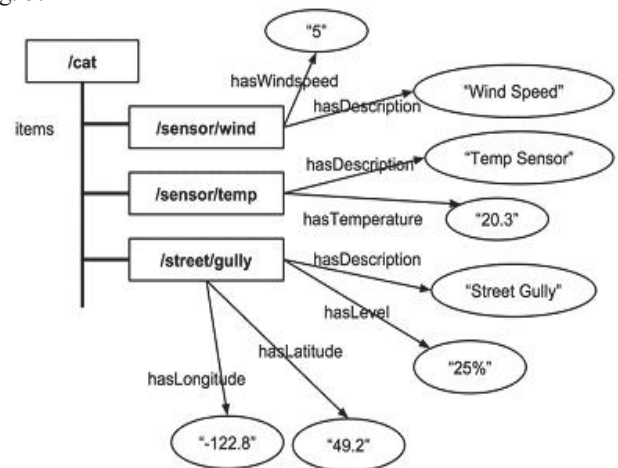 "5"
/cat
hasWindspeed
"Wind Speed"
hasDescription
items
/sensor/wind
"Temp Sensor"
hasDescription
/sensor/temp
hasTemperature
"20.3"
/street/gully
hasDescription
"Street Gully"
hasLevel
hasLatitude
"25%"
hasLongitude
"-122.8"
"49.2"